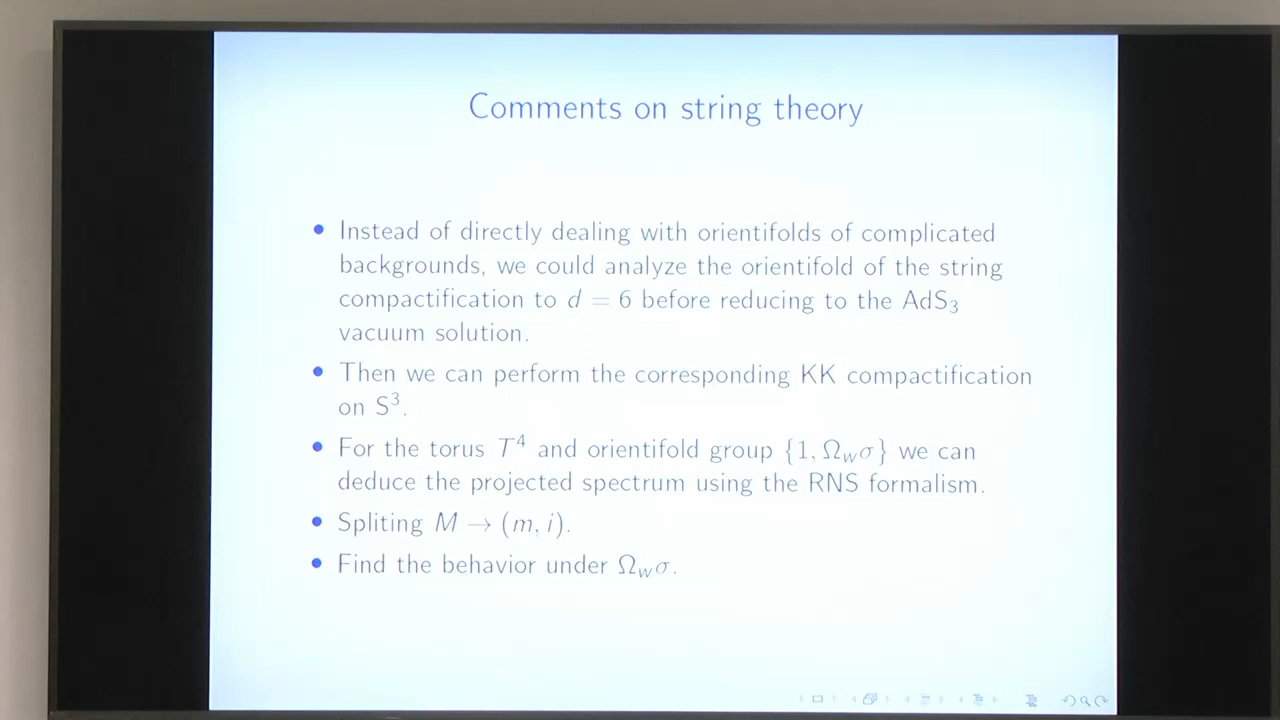 Comments on string theory
• Instead of directly dealing with orientifolds of complicated
backgrounds, we could analyze the orientifold of the string
compactification to d = 6 before reducing to the AdS₃
vacuum solution.
• Then we can perform the corresponding KK compactification
on S³.
• For the torus T⁴ and orientifold group {1, Ω_wσ} we can
deduce the projected spectrum using the RNS formalism.
• Spliting M → (m, i).
• Find the behavior under Ω_wσ.